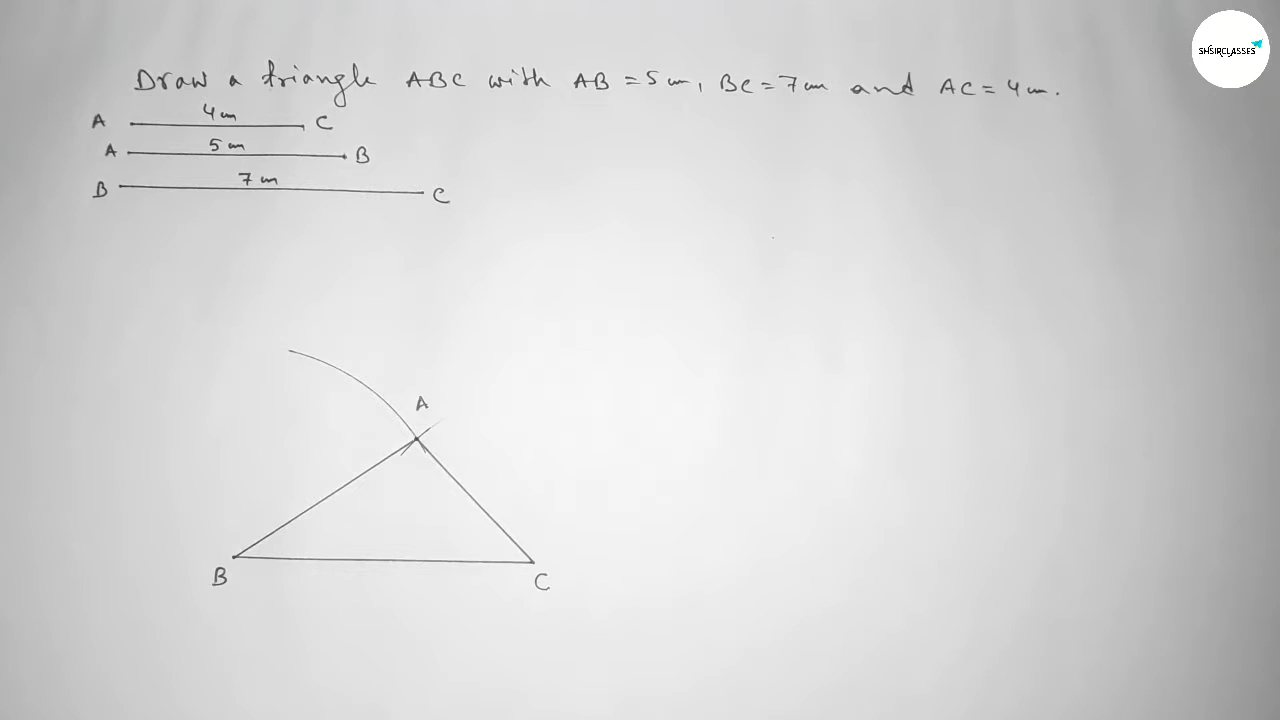 SHSIRCLASSES
Draw a triangle ABC with AB = 5 cm, BC = 7 cm and AC = 4 cm.
A 4 cm C
A 5 cm B
B 7 cm C
A
B C